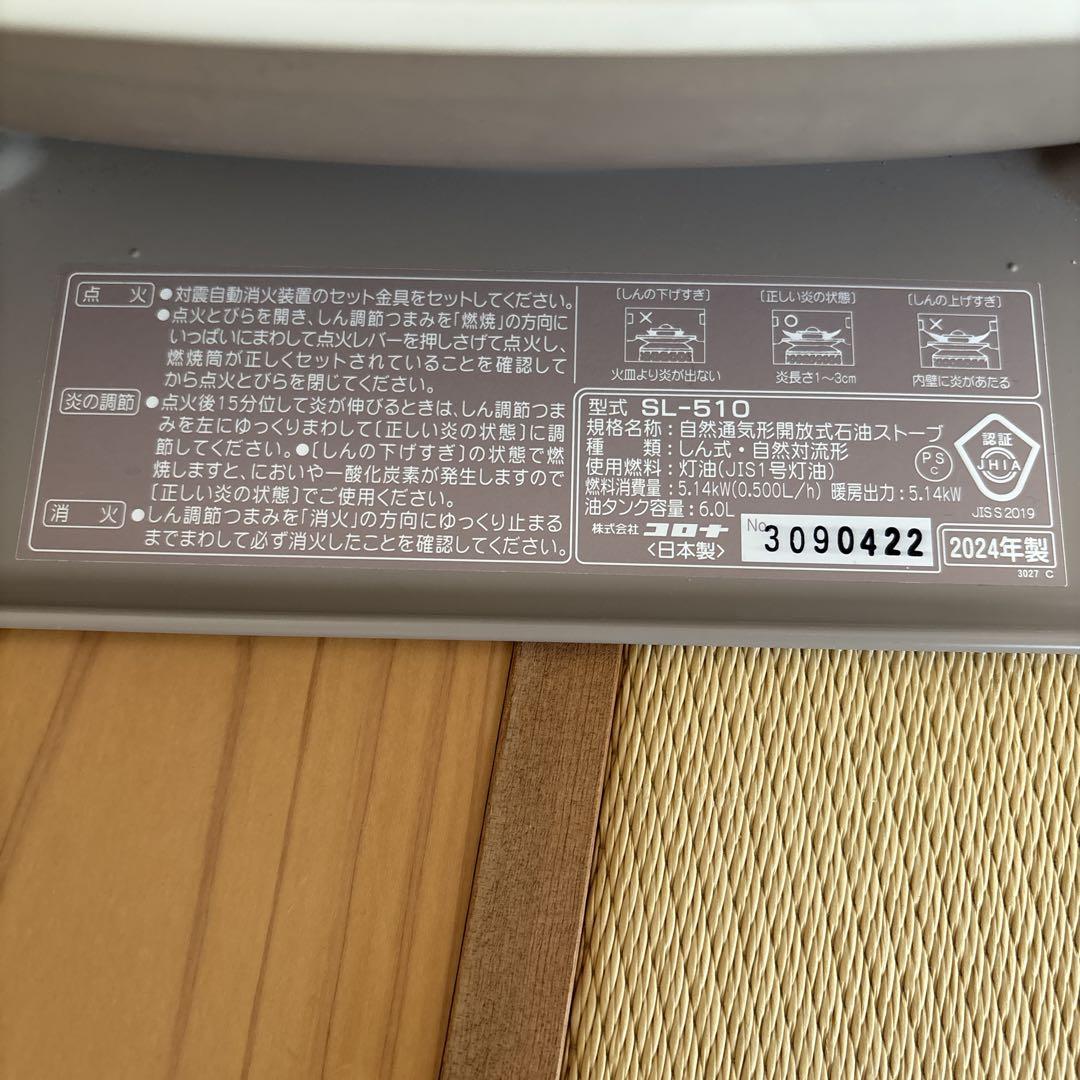 点 火
●対震自動消火装置のセット金具をセットしてください。
●点火とびらを開き、しん調節つまみを「燃焼」の方向に
いっぱいにまわして点火レバーを押しさげて点火し、
燃焼筒が正しくセットされていることを確認して
から点火とびらを閉じてください。
炎の調節
●点火後15分位して炎が伸びるときは、しん調節つま
みを左にゆっくりまわして〔正しい炎の状態〕に調
節してください。●〔しんの下げすぎ〕の状態で燃
焼しますと、においや一酸化炭素が発生しますので
〔正しい炎の状態〕でご使用ください。
消 火
●しん調節つまみを「消火」の方向にゆっくり止まる
までまわして必ず消火したことを確認してください。
〔しんの下げすぎ〕
×
火皿より炎が出ない
〔正しい炎の状態〕
○
炎長さ1〜3cm
〔しんの上げすぎ〕
×
内壁に炎があたる
型式 SL-510
規格名称：自然通気形開放式石油ストーブ
種 類：しん式・自然対流形
使用燃料：灯油(JIS1号灯油)
燃料消費量：5.14kW(0.500L/h) 暖房出力：5.14kW
油タンク容量：6.0L
PS
C
認証
JHIA
JIS S 2019
株式会社 コロナ
〈日本製〉
No. 3090422
2024年製
3027 C